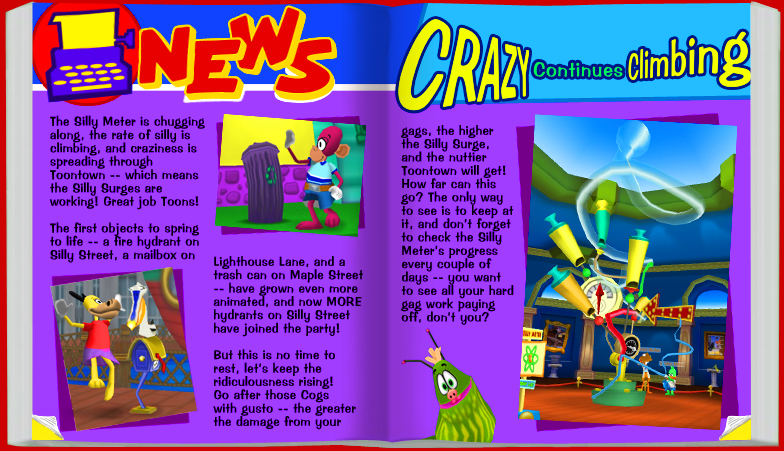 NEWS
The Silly Meter is chugging
along, the rate of silly is
climbing, and craziness is
spreading through
Toontown -- which means
the Silly Surges are
working! Great job Toons!
The first objects to spring
to life -- a fire hydrant on
Silly Street, a mailbox on
Lighthouse Lane, and a
trash can on Maple Street
-- have grown even more
animated, and now MORE
hydrants on Silly Street
have joined the party!
But this is no time to
rest, let's keep the
ridiculousness rising!
Go after those Cogs
with gusto -- the greater
the damage from your
CRAZY Continues Climbing
gags, the higher
the Silly Surge,
and the nuttier
Toontown will get!
How far can this
go? The only way
to see is to keep at
it, and don't forget
to check the Silly
Meter's progress
every couple of
days -- you want
to see all your hard
gag work paying
off, don't you?